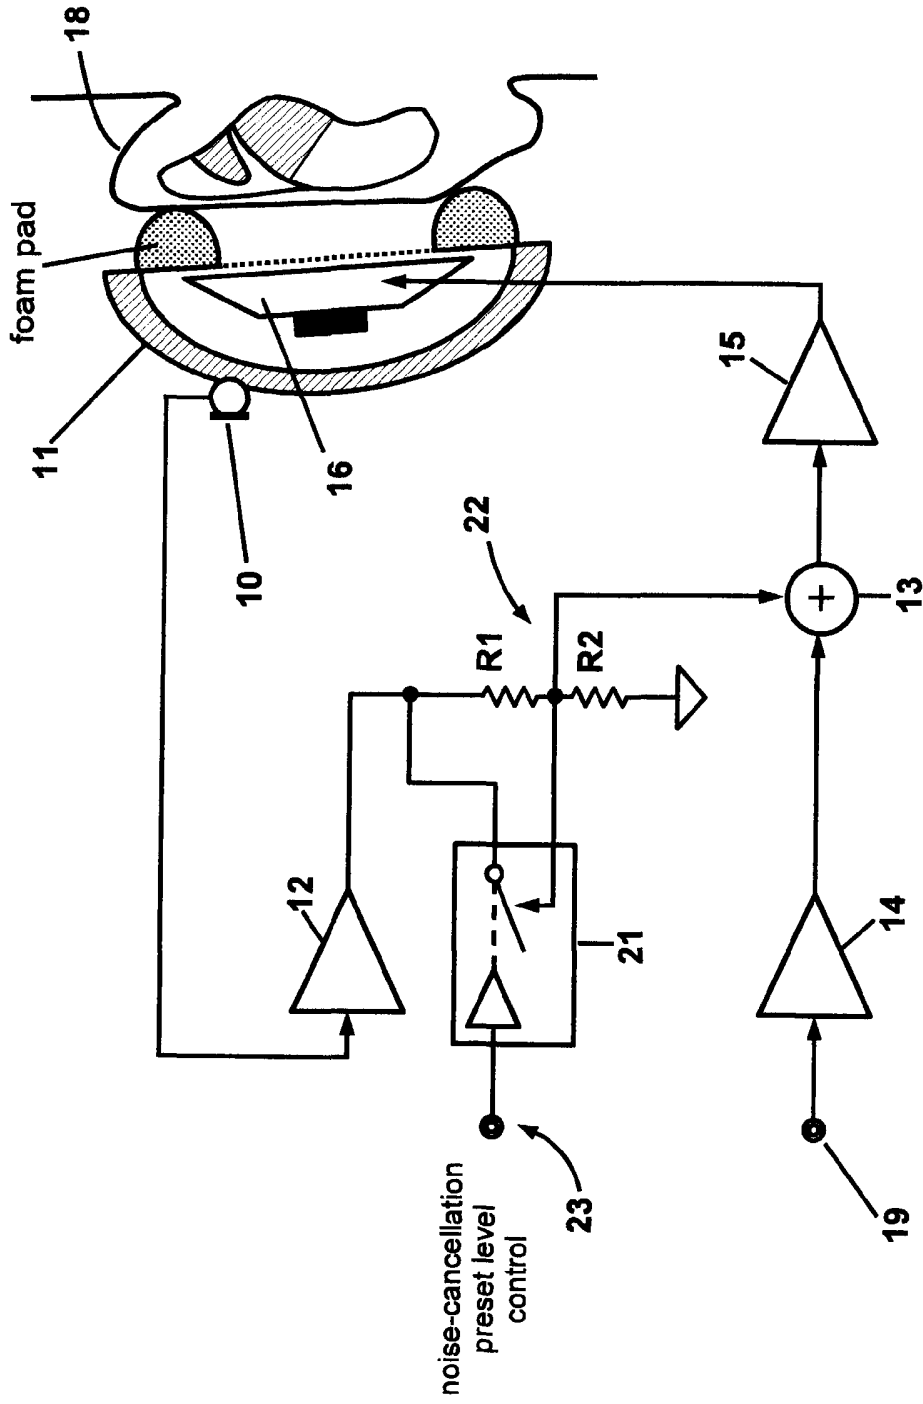 noise-cancellation
preset level
control
23
19
21
12
14
22
R1
R2
13
10
11
16
15
foam pad
18
+